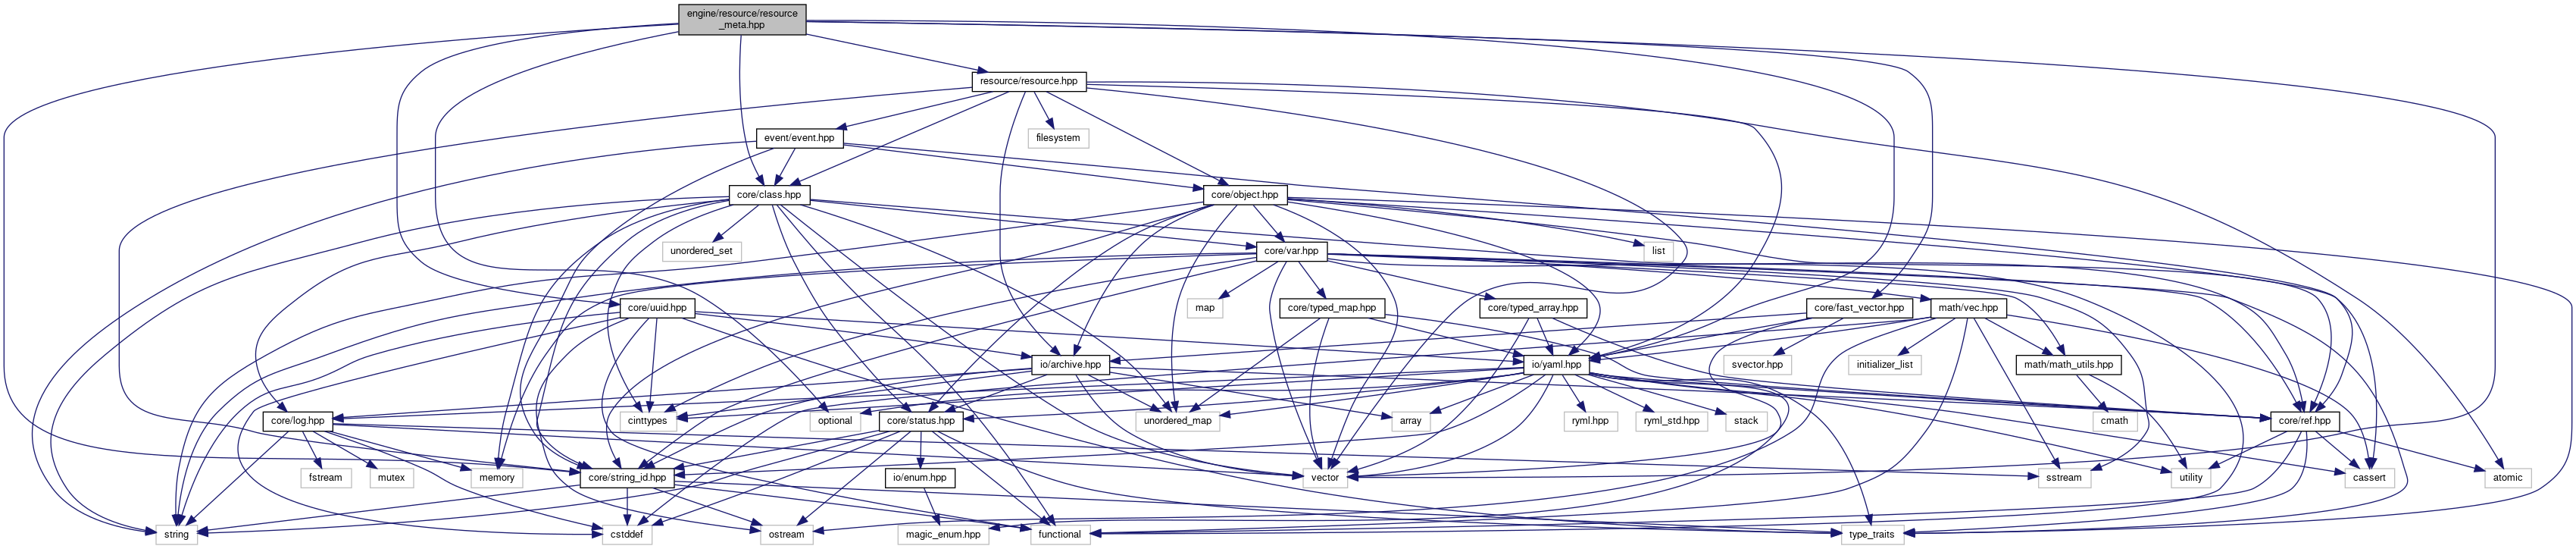 engine/resource/resource
_meta.hpp
resource/resource.hpp
event/event.hpp
filesystem
core/class.hpp
core/object.hpp
unordered_set
core/var.hpp
list
core/uuid.hpp
map
core/typed_map.hpp
core/typed_array.hpp
core/fast_vector.hpp
math/vec.hpp
io/archive.hpp
io/yaml.hpp
svector.hpp
initializer_list
math/math_utils.hpp
core/log.hpp
cinttypes
optional
core/status.hpp
unordered_map
array
ryml.hpp
ryml_std.hpp
stack
cmath
core/ref.hpp
fstream
mutex
memory
core/string_id.hpp
io/enum.hpp
vector
sstream
utility
cassert
atomic
string
cstddef
ostream
magic_enum.hpp
functional
type_traits